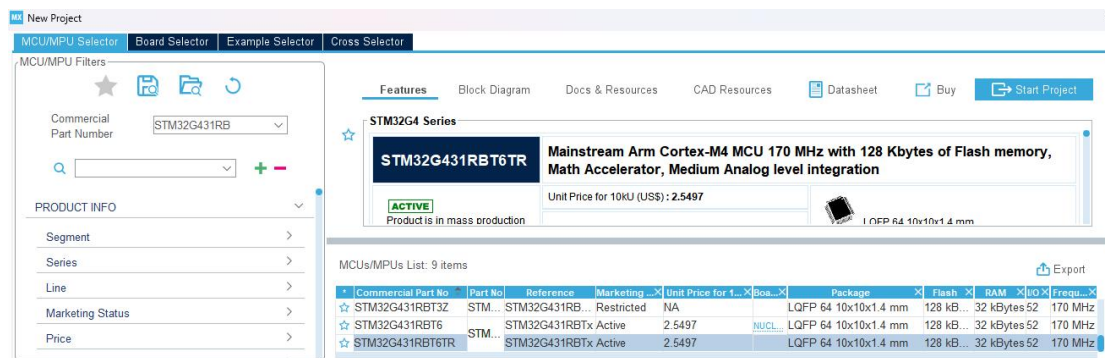 MX New Project
MCU/MPU Selector Board Selector Example Selector Cross Selector
MCU/MPU Filters
Commercial Part Number STM32G431RB
PRODUCT INFO
Segment
Series
Line
Marketing Status
Price
Features Block Diagram Docs & Resources CAD Resources Datasheet Buy Start Project
STM32G4 Series
STM32G431RBT6TR
Mainstream Arm Cortex-M4 MCU 170 MHz with 128 Kbytes of Flash memory,
Math Accelerator, Medium Analog level integration
ACTIVE
Product is in mass production
Unit Price for 10kU (US$) : 2.5497
LQFP 64 10x10x1.4 mm
MCUs/MPUs List: 9 items
Export
* Commercial Part No Part No Reference Marketing ...X Unit Price for 1...X Boa...X Package X Flash X RAM X I/O X Frequ...X
STM32G431RBT3Z STM... STM32G431RB... Restricted NA LQFP 64 10x10x1.4 mm 128 kB... 32 kBytes 52 170 MHz
STM32G431RBT6 STM... STM32G431RBTx Active 2.5497 NUCL... LQFP 64 10x10x1.4 mm 128 kB... 32 kBytes 52 170 MHz
STM32G431RBT6TR STM32G431RBTx Active 2.5497 LQFP 64 10x10x1.4 mm 128 kB... 32 kBytes 52 170 MHz